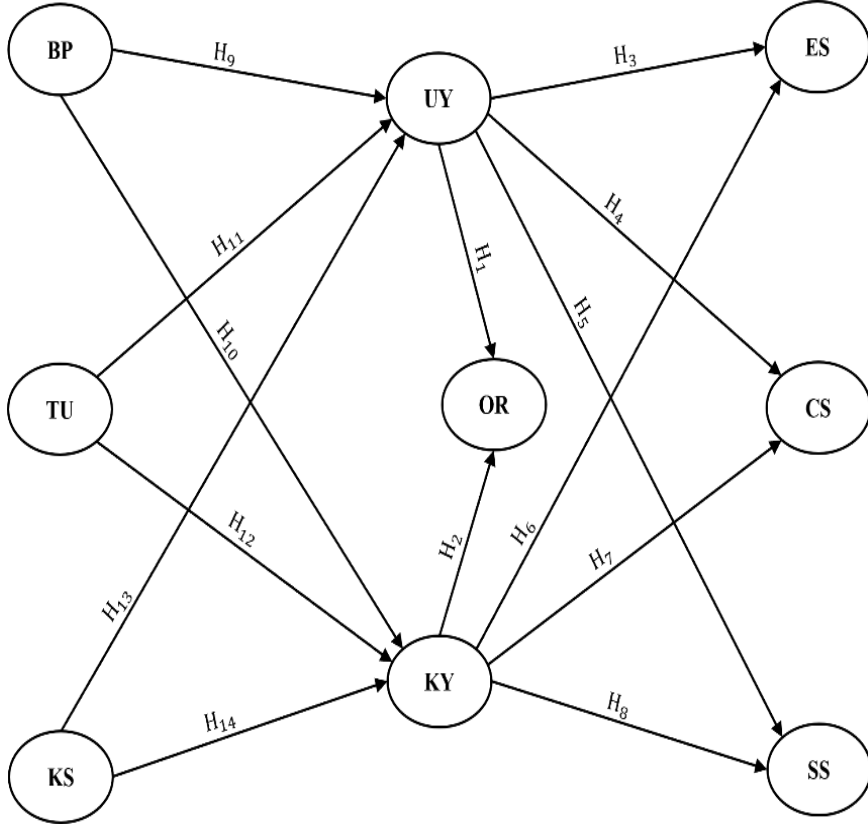 BP
H₉
UY
H₃
ES
H₁₁
H₁₀
H₁
H₄
H₅
TU
OR
CS
H₁₂
H₂
H₆
H₇
H₁₃
KS
H₁₄
KY
H₈
SS